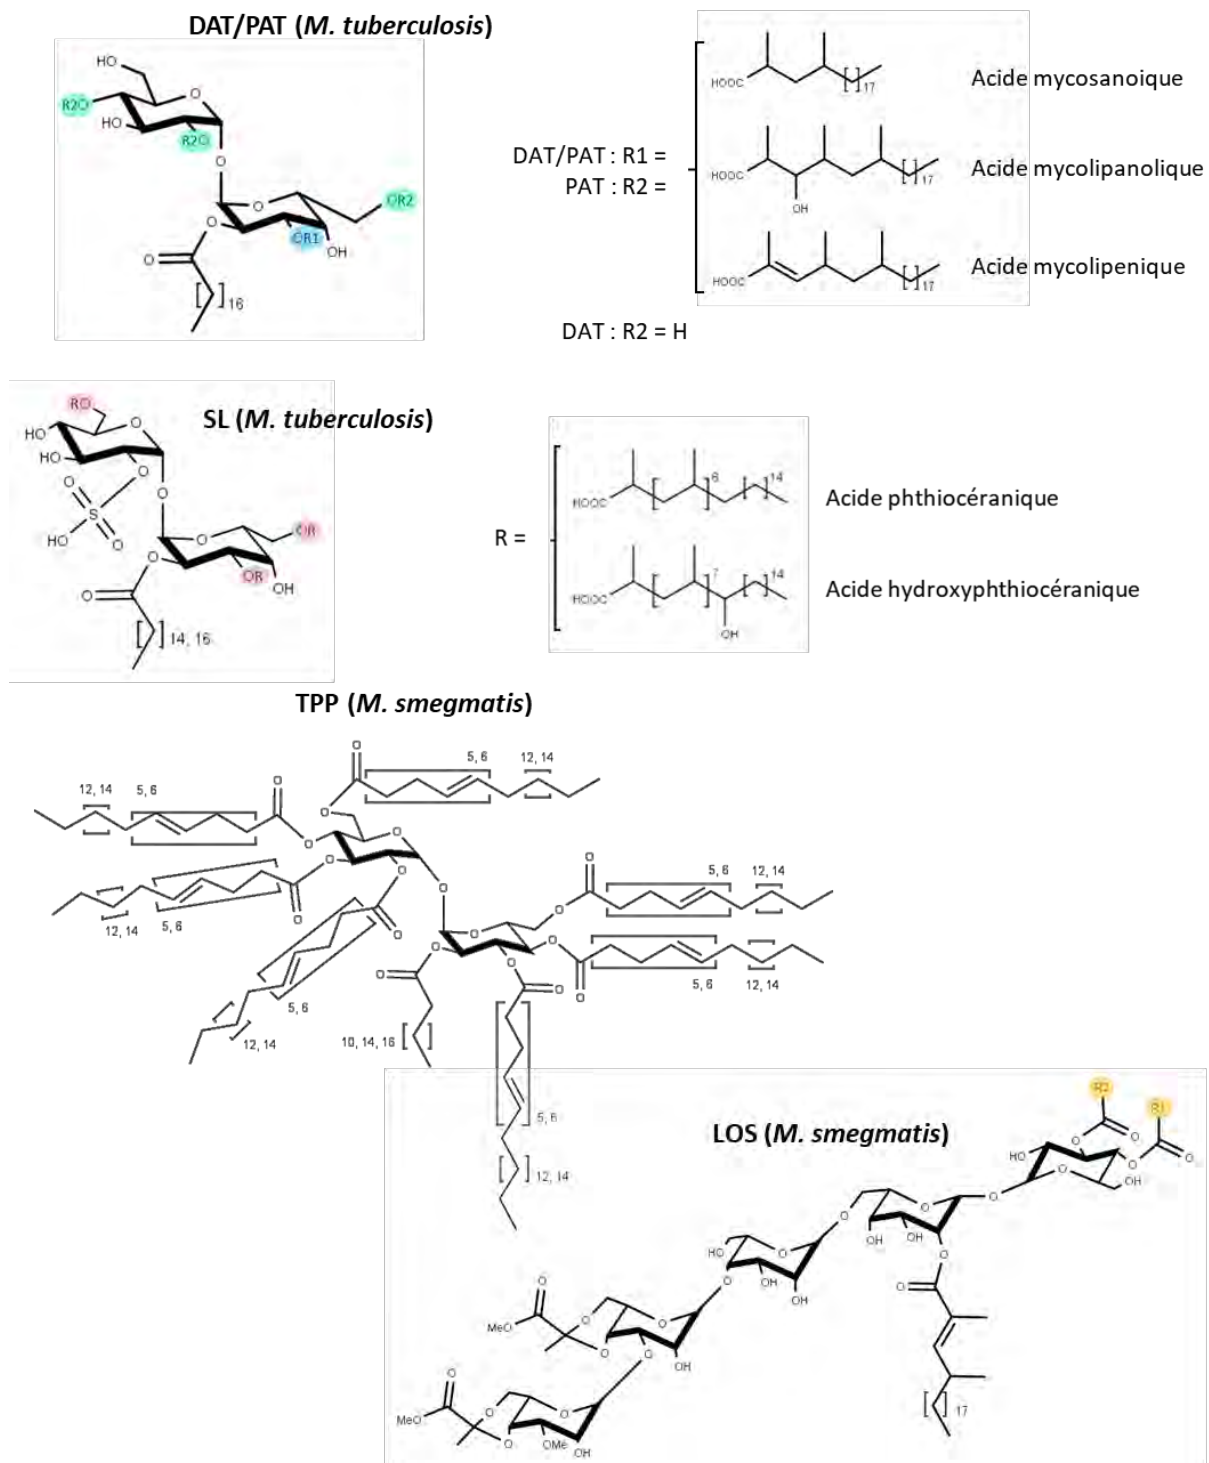 DAT/PAT (M. tuberculosis)
HO
O
R2O
HO
R2O
O
O
OR2
O
OR1
OH
O
[ ]16
DAT/PAT : R1 =
PAT : R2 =
HOOC
[ ]17
Acide mycosanoique
HOOC
OH
[ ]17
Acide mycolipanolique
HOOC
[ ]17
Acide mycolipenique
DAT : R2 = H
SL (M. tuberculosis)
RO
O
HO
HO
O
O
O
S
HO
O
O
OR
O
OR
OH
O
[ ]14, 16
R =
HOOC
6
14
Acide phthiocéranique
HOOC
7
14
OH
Acide hydroxyphthiocéranique
TPP (M. smegmatis)
O
5, 6
12, 14
12, 14
5, 6
O
O
O
O
O
O
O
12, 14
5, 6
O
O
O
O
5, 6
12, 14
O
O
O
O
O
5, 6
12, 14
5, 6
12, 14
O
O
O
10, 14, 16
5, 6
12, 14
LOS (M. smegmatis)
R2
R1
O
O
O
O
HO
O
OH
O
O
O
OH
OH
O
HO
O
OH
OH
O
O
O
MeO
O
O
O
O
OH
O
MeO
O
O
O
OMe
OH
[ ]17